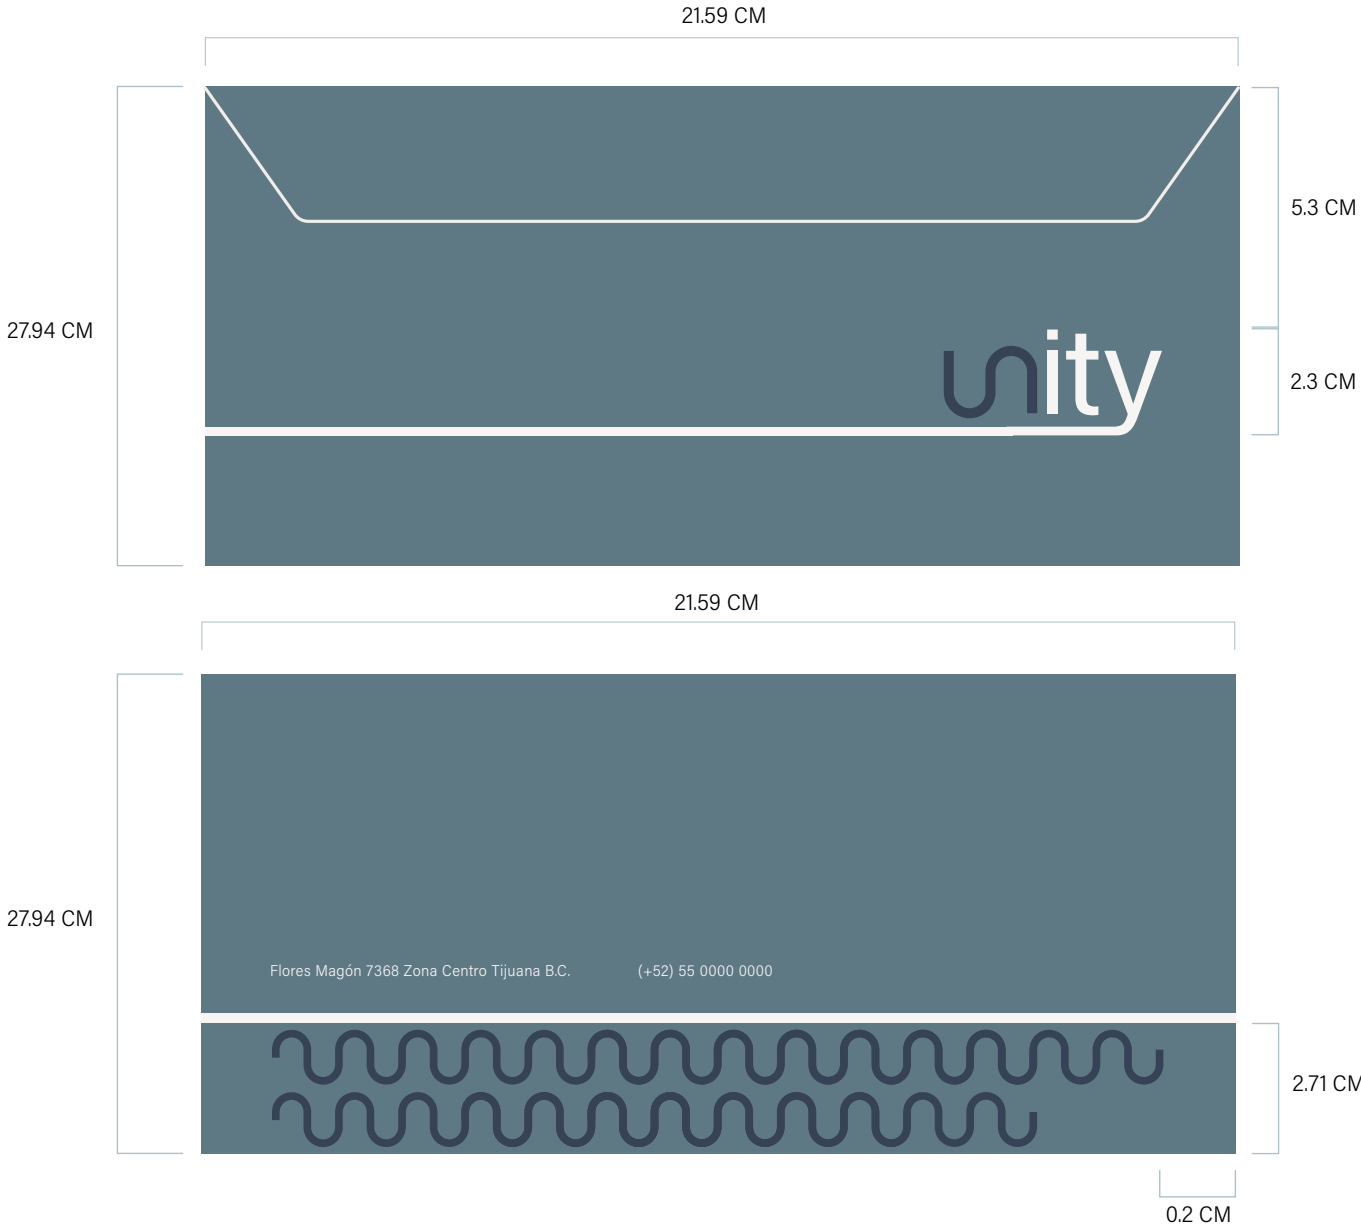 21.59 CM
5.3 CM
27.94 CM
unity
2.3 CM
21.59 CM
27.94 CM
Flores Magón 7368 Zona Centro Tijuana B.C.
(+52) 55 0000 0000
2.71 CM
0.2 CM